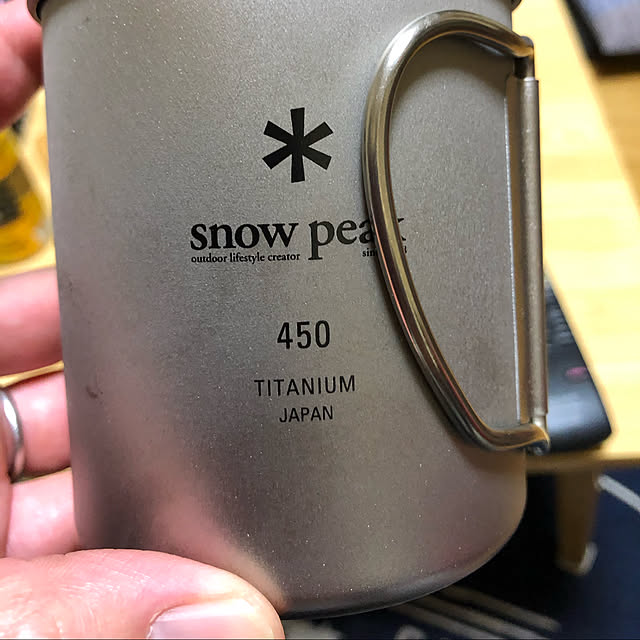 snow peak
outdoor lifestyle creator
450
TITANIUM
JAPAN